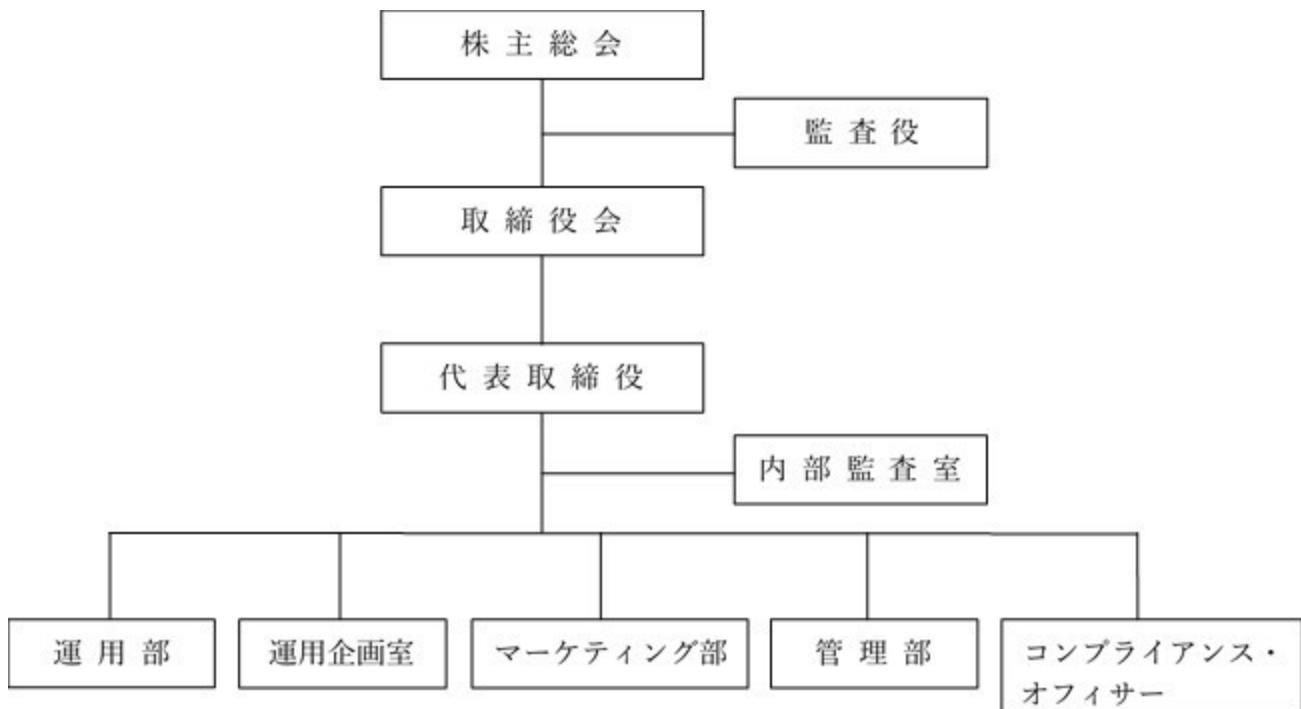 株主総会
監査役
取締役会
代表取締役
内部監査室
運用部
運用企画室
マーケティング部
管理部
コンプライアンス・
オフィサー